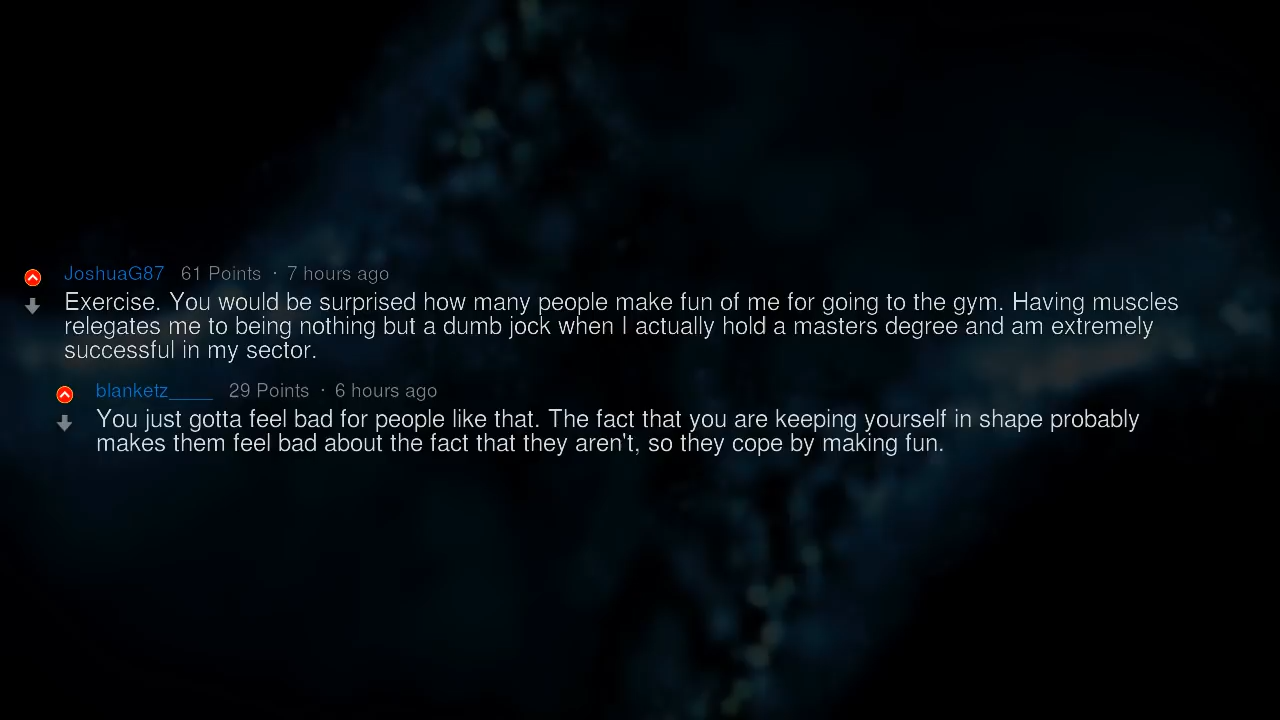 JoshuaG87 61 Points · 7 hours ago
Exercise. You would be surprised how many people make fun of me for going to the gym. Having muscles
relegates me to being nothing but a dumb jock when I actually hold a masters degree and am extremely
successful in my sector.
blanketz____ 29 Points · 6 hours ago
You just gotta feel bad for people like that. The fact that you are keeping yourself in shape probably
makes them feel bad about the fact that they aren't, so they cope by making fun.